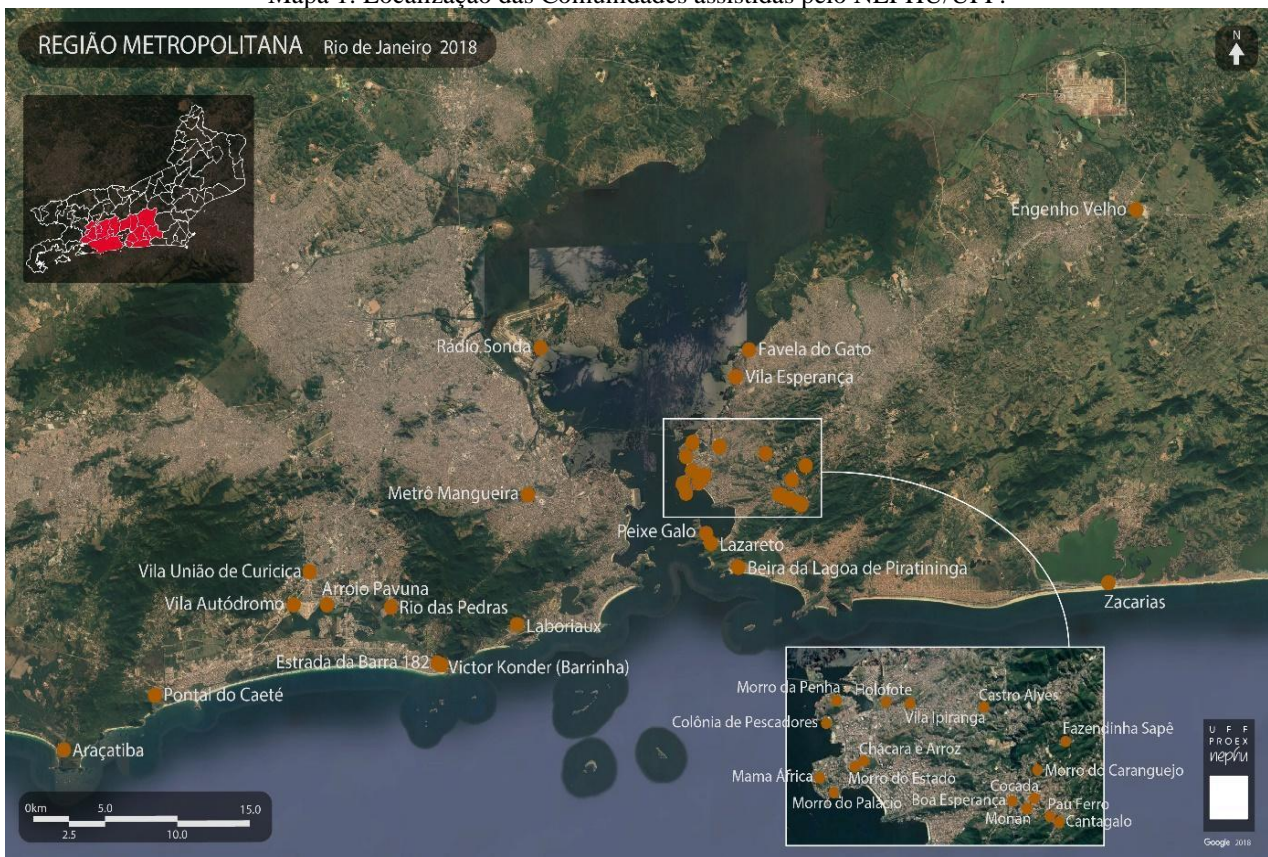 Mapa 1: Localização das Comunidades assistidas pelo NEPHU/UFF.
REGIÃO METROPOLITANA Rio de Janeiro 2018
N
Engenho Velho
Rádio Sonda
Favela do Gato
Vila Esperança
Metrô Mangueira
Peixe Galo
Lazareto
Beira da Lagoa de Piratininga
Vila União de Curiciça
Arroio Pavuna
Vila Autódromo
Rio das Pedras
Zacarias
Laboriaux
Estrada da Barra 182
Victor Konder (Barrinha)
Pontal do Caeté
Araçatiba
Morro da Penha
Holofote
Castro Alves
Vila Ipiranga
Colônia de Pescadores
Fazendinha Sapê
Chácara e Arroz
Mama África
Morro do Estado
Morro do Caranguejo
Cocada
Morro do Palácio
Boa Esperança
Pau Ferro
Monan
Cantagalo
0km 5.0 15.0
2.5 10.0
UFF
PROEX
nephu
Google 2018